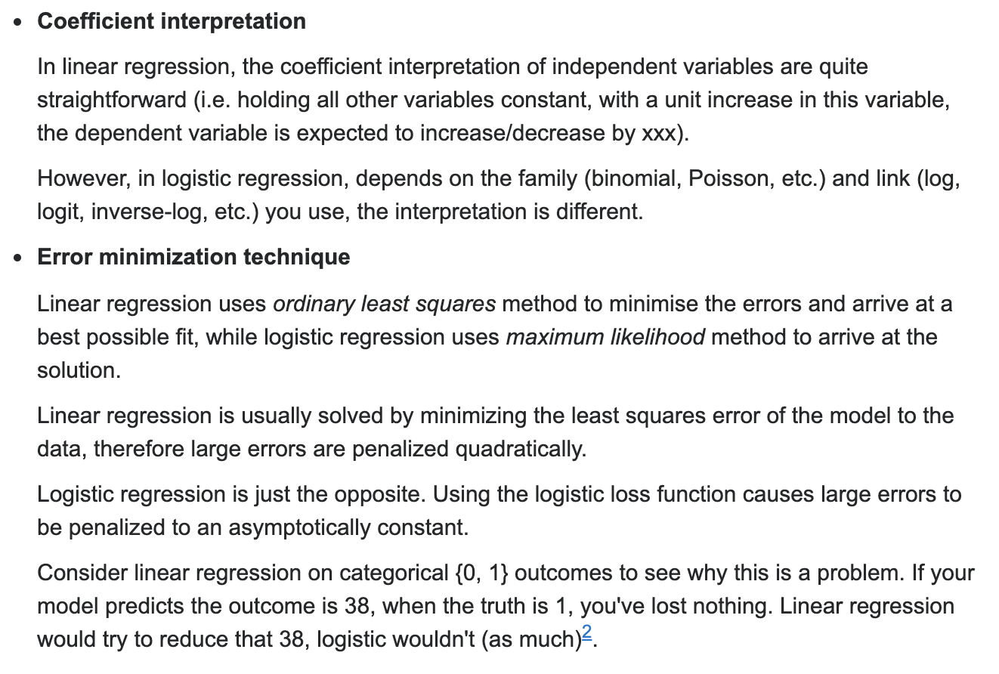 • Coefficient interpretation
In linear regression, the coefficient interpretation of independent variables are quite
straightforward (i.e. holding all other variables constant, with a unit increase in this variable,
the dependent variable is expected to increase/decrease by xxx).
However, in logistic regression, depends on the family (binomial, Poisson, etc.) and link (log,
logit, inverse-log, etc.) you use, the interpretation is different.
• Error minimization technique
Linear regression uses ordinary least squares method to minimise the errors and arrive at a
best possible fit, while logistic regression uses maximum likelihood method to arrive at the
solution.
Linear regression is usually solved by minimizing the least squares error of the model to the
data, therefore large errors are penalized quadratically.
Logistic regression is just the opposite. Using the logistic loss function causes large errors to
be penalized to an asymptotically constant.
Consider linear regression on categorical {0, 1} outcomes to see why this is a problem. If your
model predicts the outcome is 38, when the truth is 1, you've lost nothing. Linear regression
would try to reduce that 38, logistic wouldn't (as much)2.